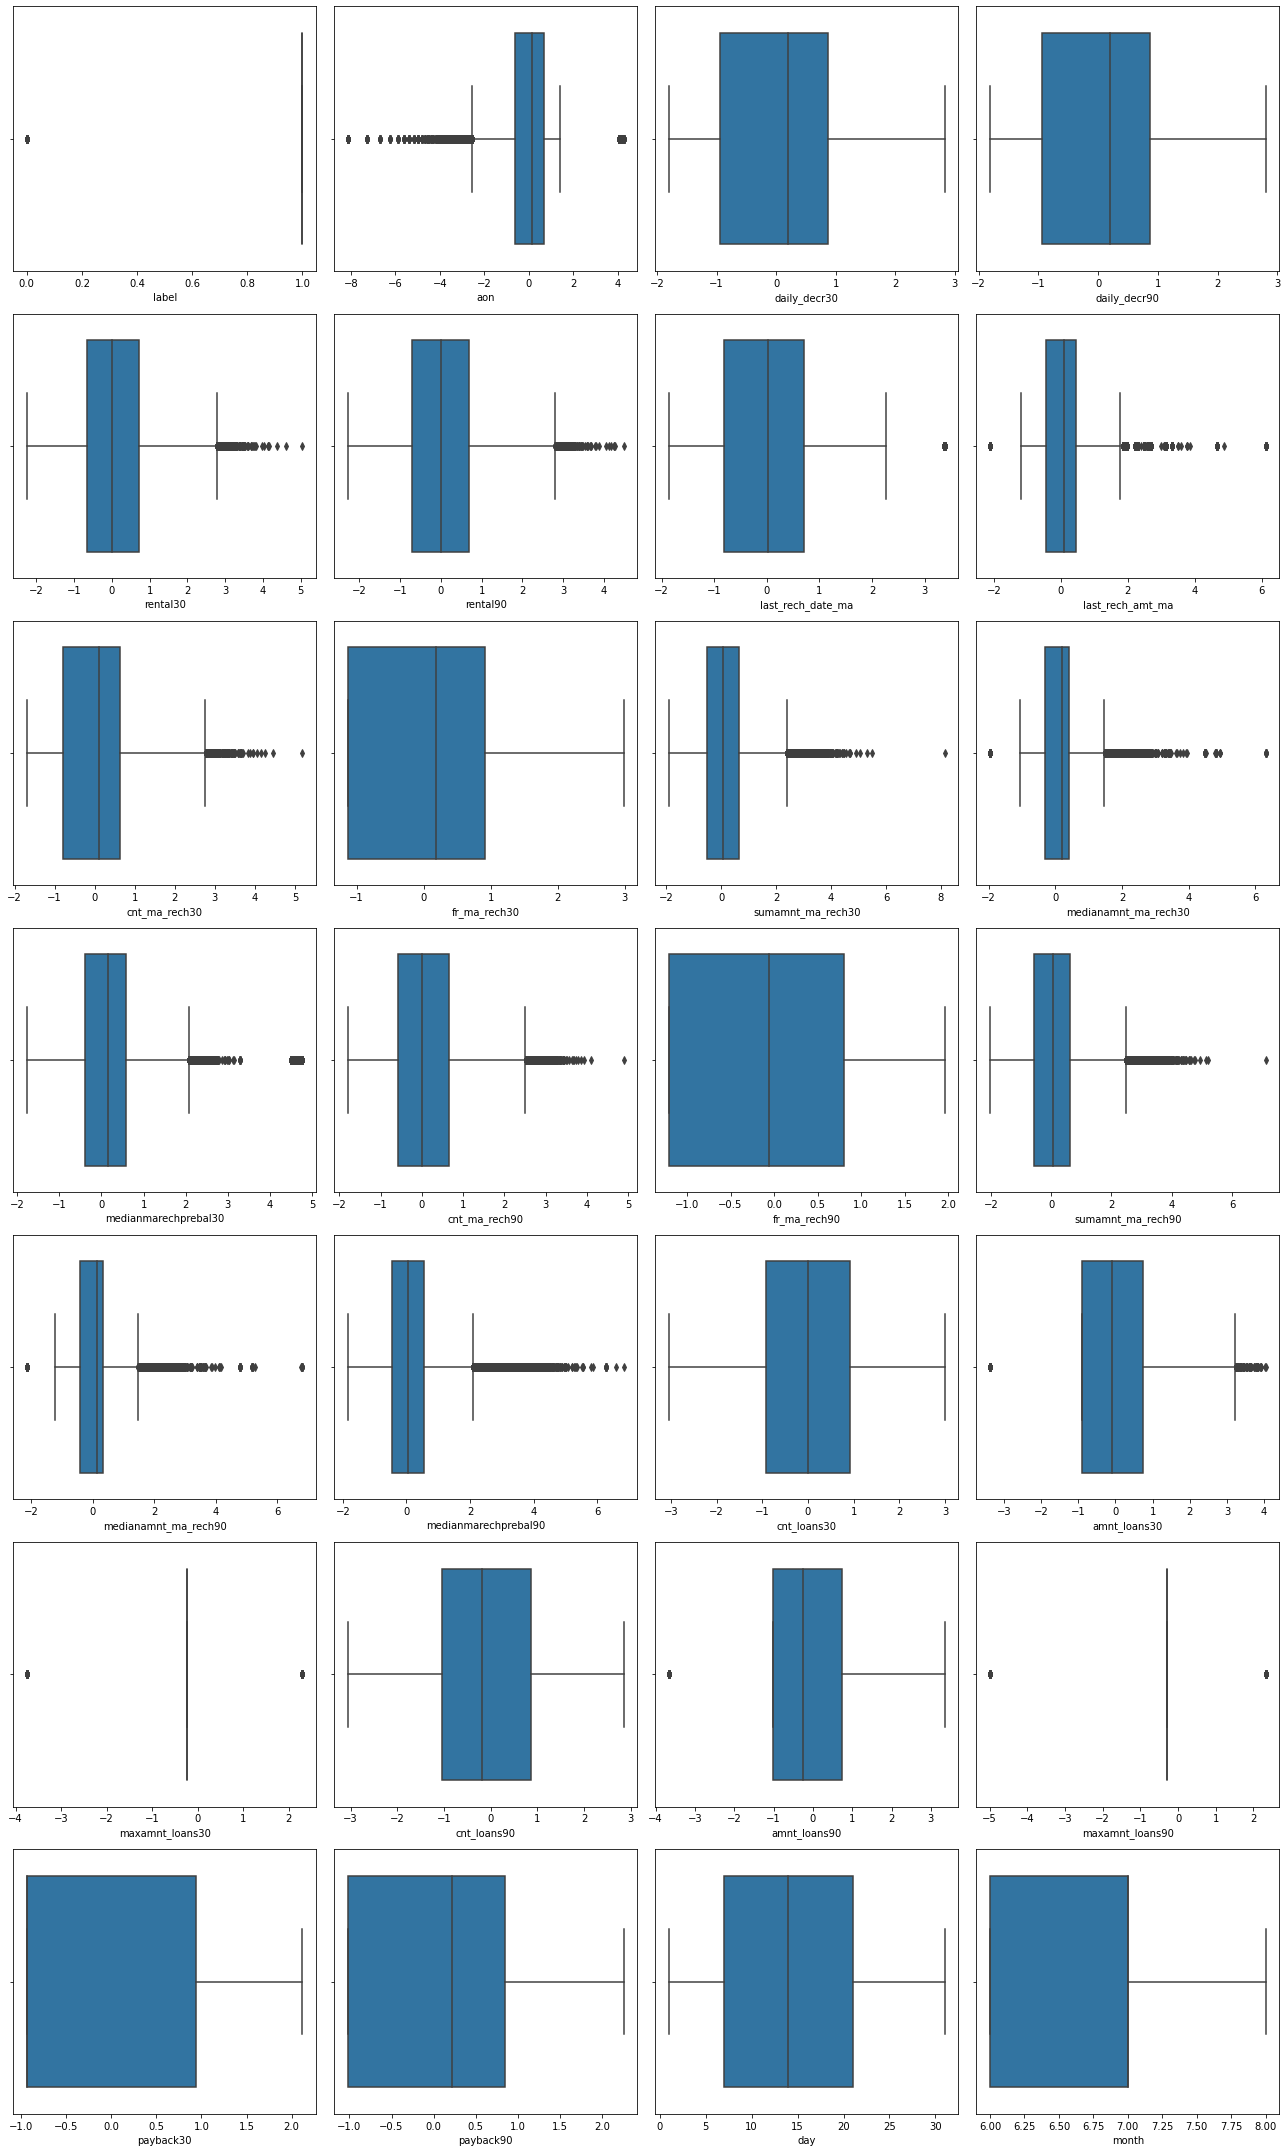 0.0 0.2 0.4 0.6 0.8 1.0
label
−8 −6 −4 −2 0 2 4
aon
−2 −1 0 1 2 3
daily_decr30
−2 −1 0 1 2 3
daily_decr90
−2 −1 0 1 2 3 4 5
rental30
−2 −1 0 1 2 3 4
rental90
−2 −1 0 1 2 3
last_rech_date_ma
−2 0 2 4 6
last_rech_amt_ma
−2 −1 0 1 2 3 4 5
cnt_ma_rech30
−1 0 1 2 3
fr_ma_rech30
−2 0 2 4 6 8
sumamnt_ma_rech30
−2 0 2 4 6
medianamnt_ma_rech30
−2 −1 0 1 2 3 4 5
medianmarechprebal30
−2 −1 0 1 2 3 4 5
cnt_ma_rech90
−1.0 −0.5 0.0 0.5 1.0 1.5 2.0
fr_ma_rech90
−2 0 2 4 6
sumamnt_ma_rech90
−2 0 2 4 6
medianamnt_ma_rech90
−2 0 2 4 6
medianmarechprebal90
−3 −2 −1 0 1 2 3
cnt_loans30
−3 −2 −1 0 1 2 3 4
amnt_loans30
−4 −3 −2 −1 0 1 2
maxamnt_loans30
−3 −2 −1 0 1 2 3
cnt_loans90
−4 −3 −2 −1 0 1 2 3
amnt_loans90
−5 −4 −3 −2 −1 0 1 2
maxamnt_loans90
−1.0 −0.5 0.0 0.5 1.0 1.5 2.0
payback30
−1.0 −0.5 0.0 0.5 1.0 1.5 2.0
payback90
0 5 10 15 20 25 30
day
6.00 6.25 6.50 6.75 7.00 7.25 7.50 7.75 8.00
month